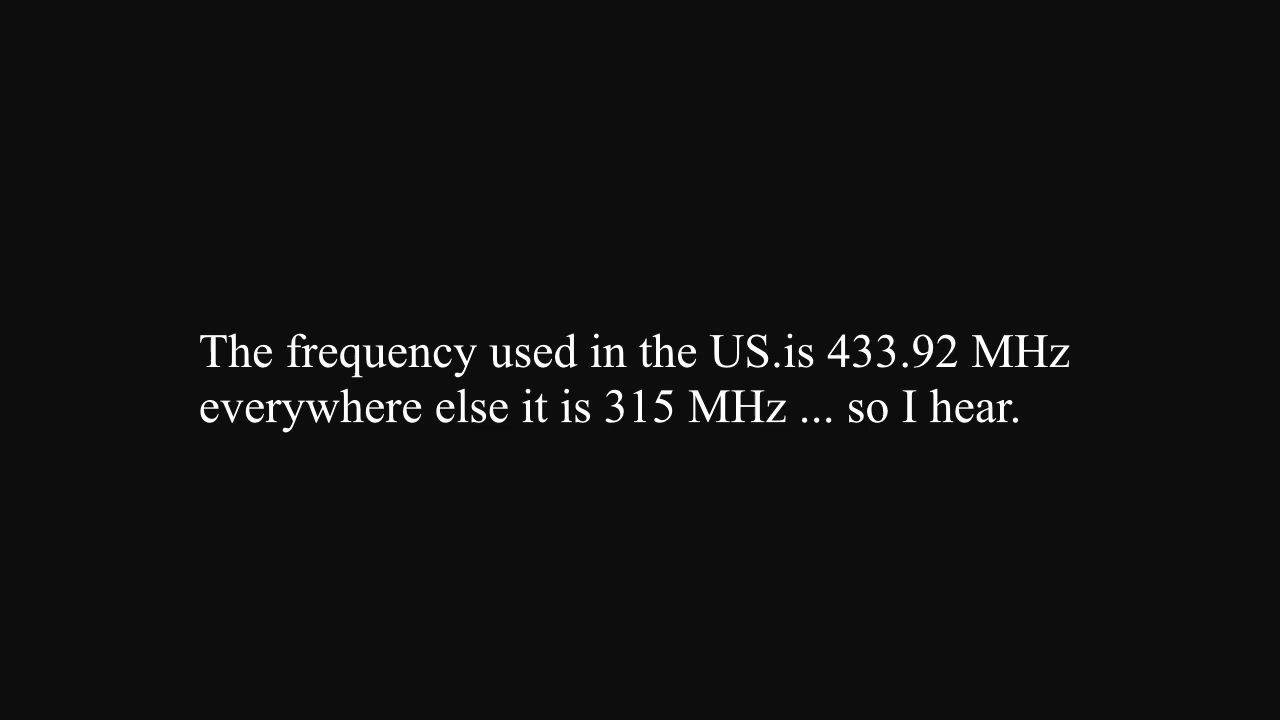 The frequency used in the US.is 433.92 MHz
everywhere else it is 315 MHz ... so I hear.